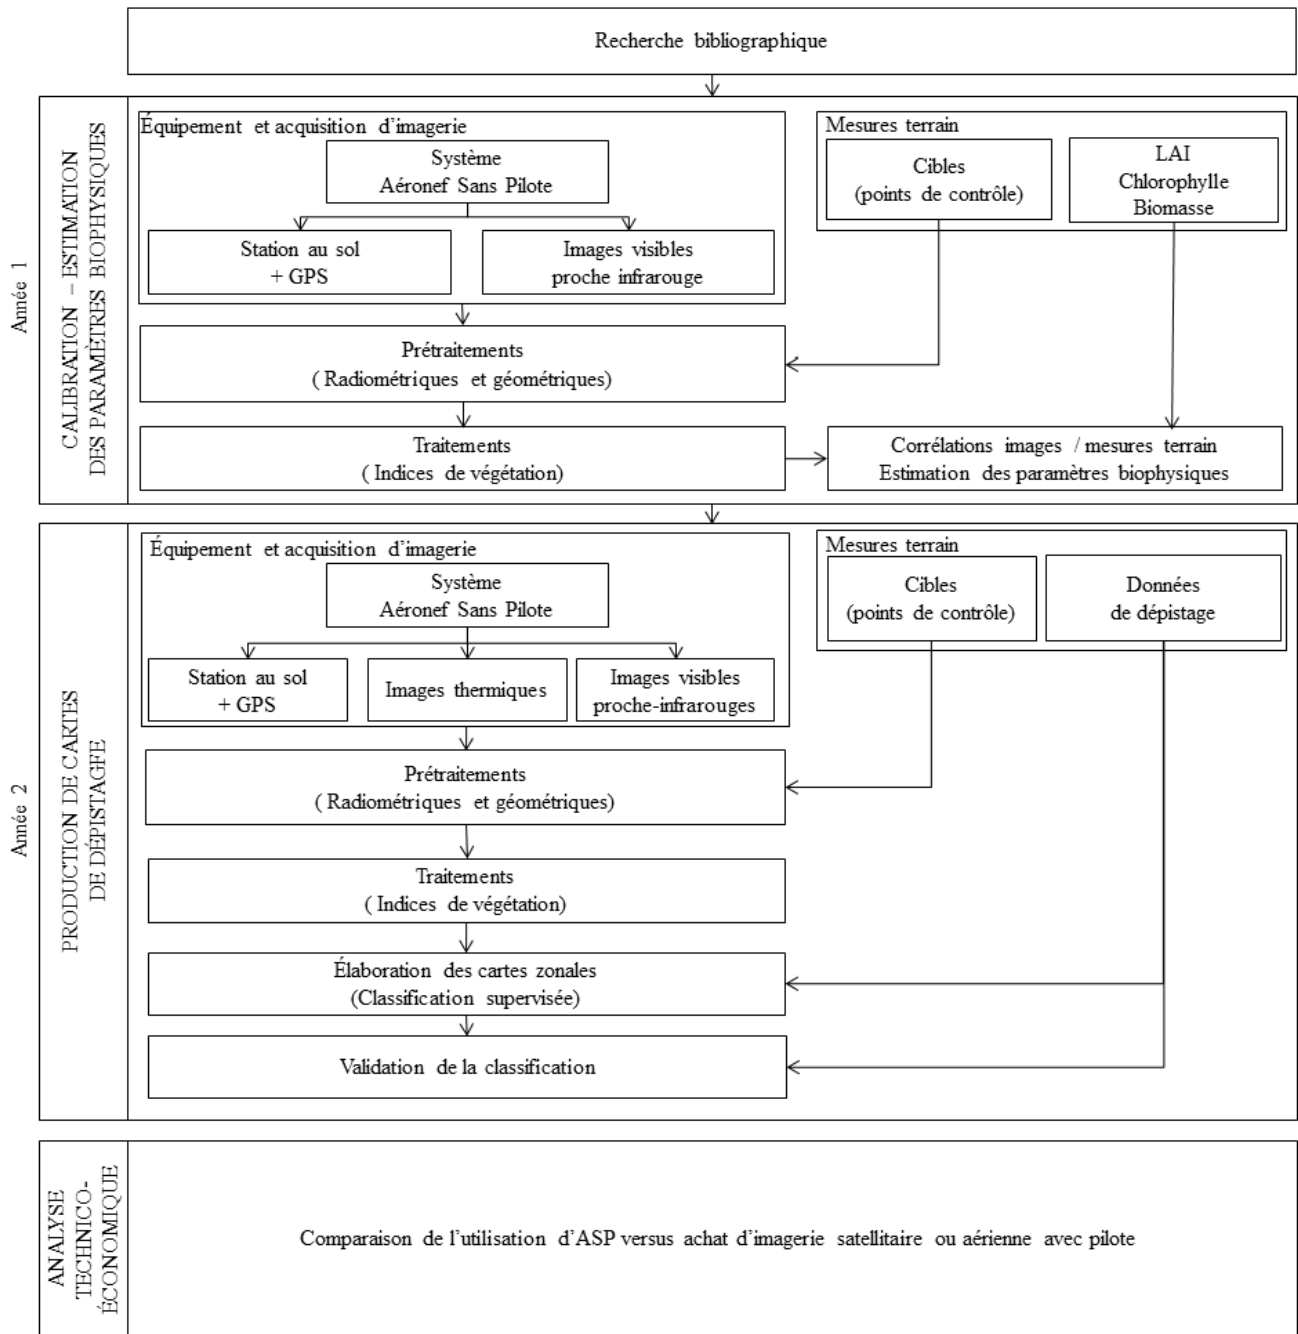 Recherche bibliographique
Année 1
CALIBRATION – ESTIMATION
DES PARAMÈTRES BIOPHYSIQUES
Équipement et acquisition d'imagerie
Système
Aéronef Sans Pilote
Station au sol
+ GPS
Images visibles
proche infrarouge
Mesures terrain
Cibles
(points de contrôle)
LAI
Chlorophylle
Biomasse
Prétraitements
( Radiométriques et géométriques)
Traitements
( Indices de végétation)
Corrélations images / mesures terrain
Estimation des paramètres biophysiques
Année 2
PRODUCTION DE CARTES
DE DÉPISTAGFE
Équipement et acquisition d'imagerie
Système
Aéronef Sans Pilote
Station au sol
+ GPS
Images thermiques
Images visibles
proche-infrarouges
Mesures terrain
Cibles
(points de contrôle)
Données
de dépistage
Prétraitements
( Radiométriques et géométriques)
Traitements
( Indices de végétation)
Élaboration des cartes zonales
(Classification supervisée)
Validation de la classification
ANALYSE
TECHNICO-
ÉCONOMIQUE
Comparaison de l'utilisation d'ASP versus achat d'imagerie satellitaire ou aérienne avec pilote